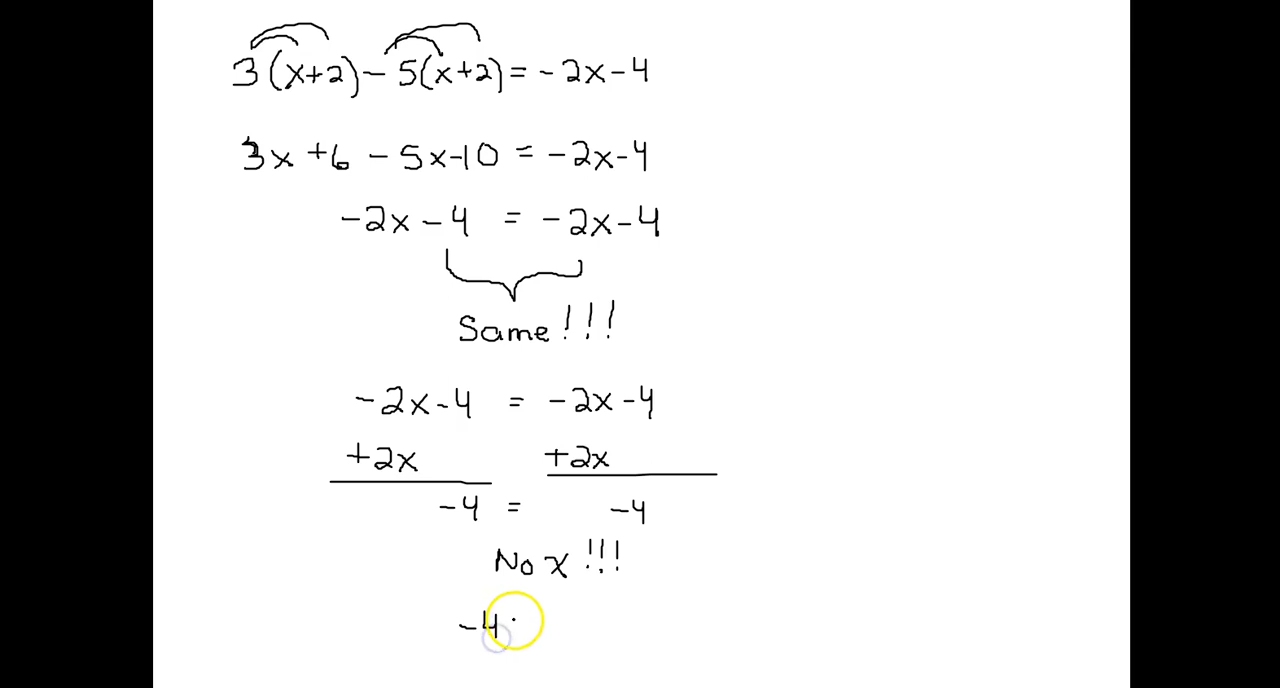 3(x+2)-5(x+2)=-2x-4
3x+6-5x-10=-2x-4
-2x-4=-2x-4
Same!!!
-2x-4=-2x-4
+2x +2x
-4=-4
No x!!!
-4